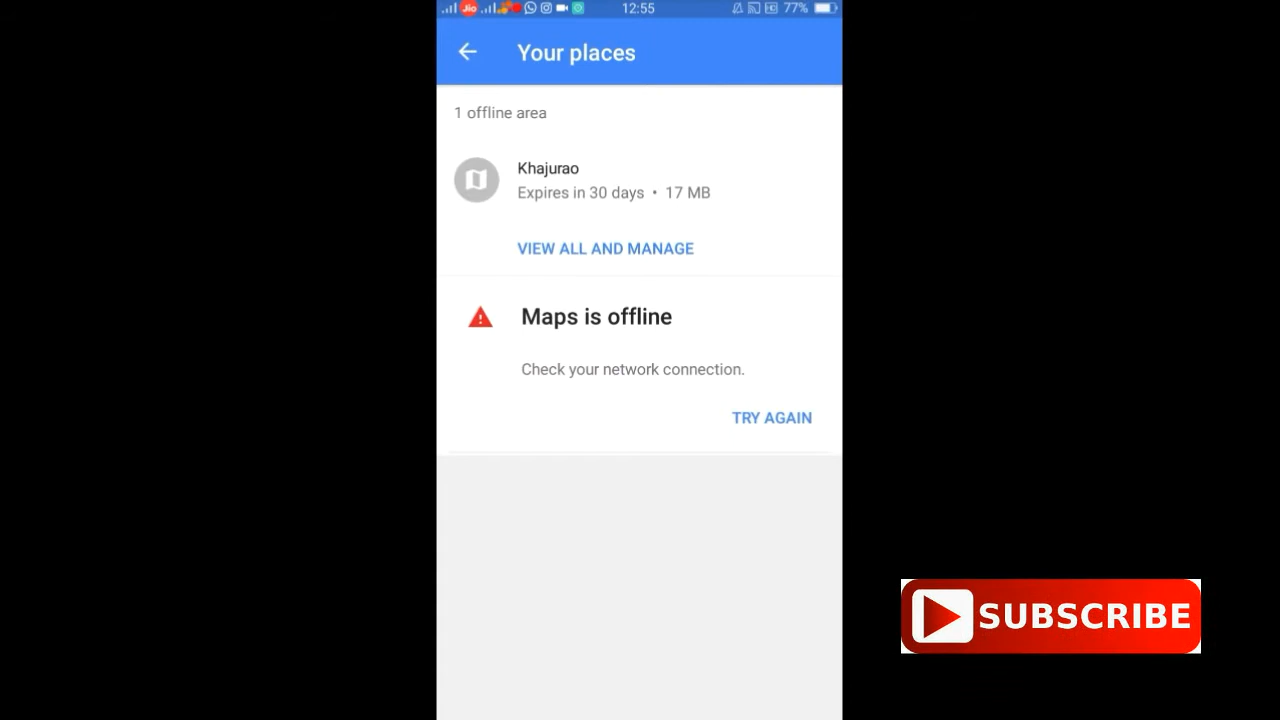 Jio 12:55 77%
Your places
1 offline area
Khajurao
Expires in 30 days • 17 MB
VIEW ALL AND MANAGE
Maps is offline
Check your network connection.
TRY AGAIN
SUBSCRIBE